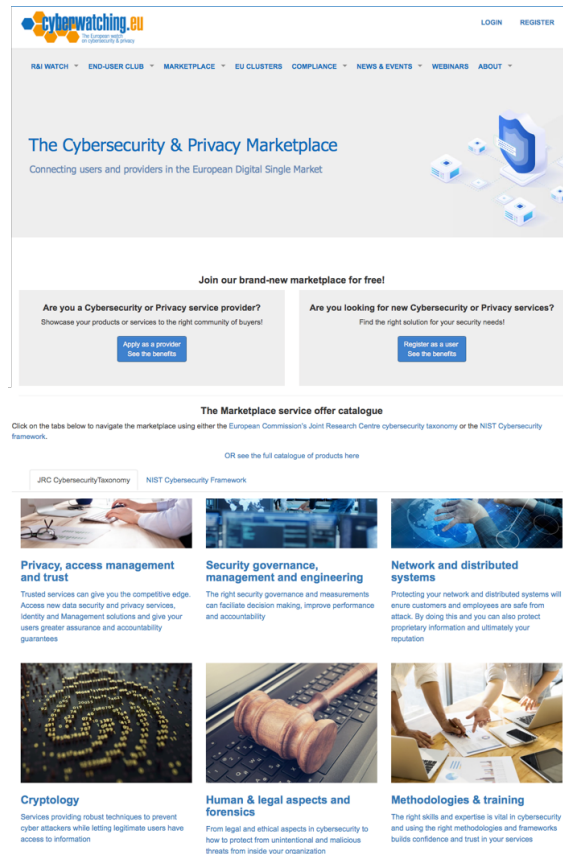 cyberwatching.eu
The European watch
on cybersecurity & privacy
LOGIN REGISTER
R&I WATCH END-USER CLUB MARKETPLACE EU CLUSTERS COMPLIANCE NEWS & EVENTS WEBINARS ABOUT
The Cybersecurity & Privacy Marketplace
Connecting users and providers in the European Digital Single Market
Join our brand-new marketplace for free!
Are you a Cybersecurity or Privacy service provider?
Showcase your products or services to the right community of buyers!
Apply as a provider
See the benefits
Are you looking for new Cybersecurity or Privacy services?
Find the right solution for your security needs!
Register as a user
See the benefits
The Marketplace service offer catalogue
Click on the tabs below to navigate the marketplace using either the European Commission's Joint Research Centre cybersecurity taxonomy or the NIST Cybersecurity
framework.
OR see the full catalogue of products here
JRC CybersecurityTaxonomy NIST Cybersecurity Framework
Privacy, access management
and trust
Trusted services can give you the competitive edge.
Access new data security and privacy services,
Identity and Management solutions and give your
users greater assurance and accountability
guarantees
Security governance,
management and engineering
The right security governance and measurements
can faciliate decision making, improve performance
and accountability
Network and distributed
systems
Protecting your network and distributed systems will
enure customers and employees are safe from
attack. By doing this and you can also protect
proprietary information and ultimately your
reputation
Cryptology
Services providing robust techniques to prevent
cyber attackers while letting legitimate users have
access to information
Human & legal aspects and
forensics
From legal and ethical aspects in cybersecurity to
how to protect from unintentional and malicious
threats from inside your organization
Methodologies & training
The right skills and expertise is vital in cybersecurity
and using the right methodologies and frameworks
builds confidence and trust in your services